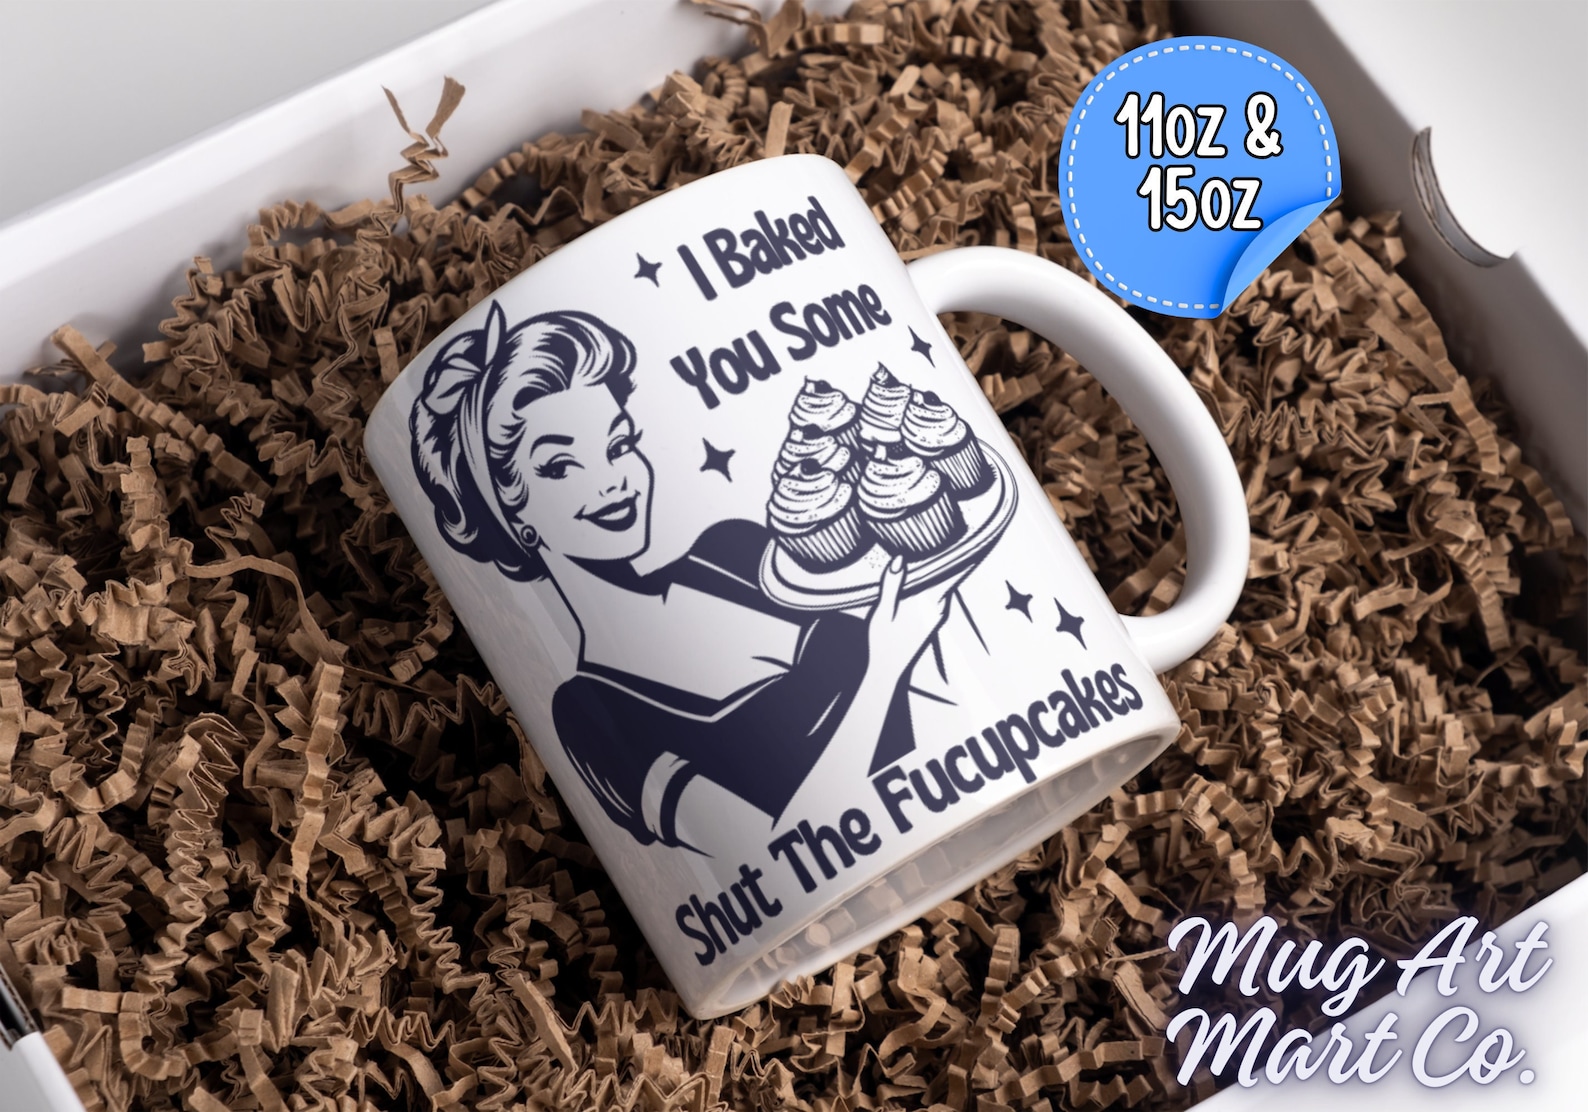 I Baked
You Some
Shut The Fucupcakes
11oz &
15oz
Mug Art
Mart Co.